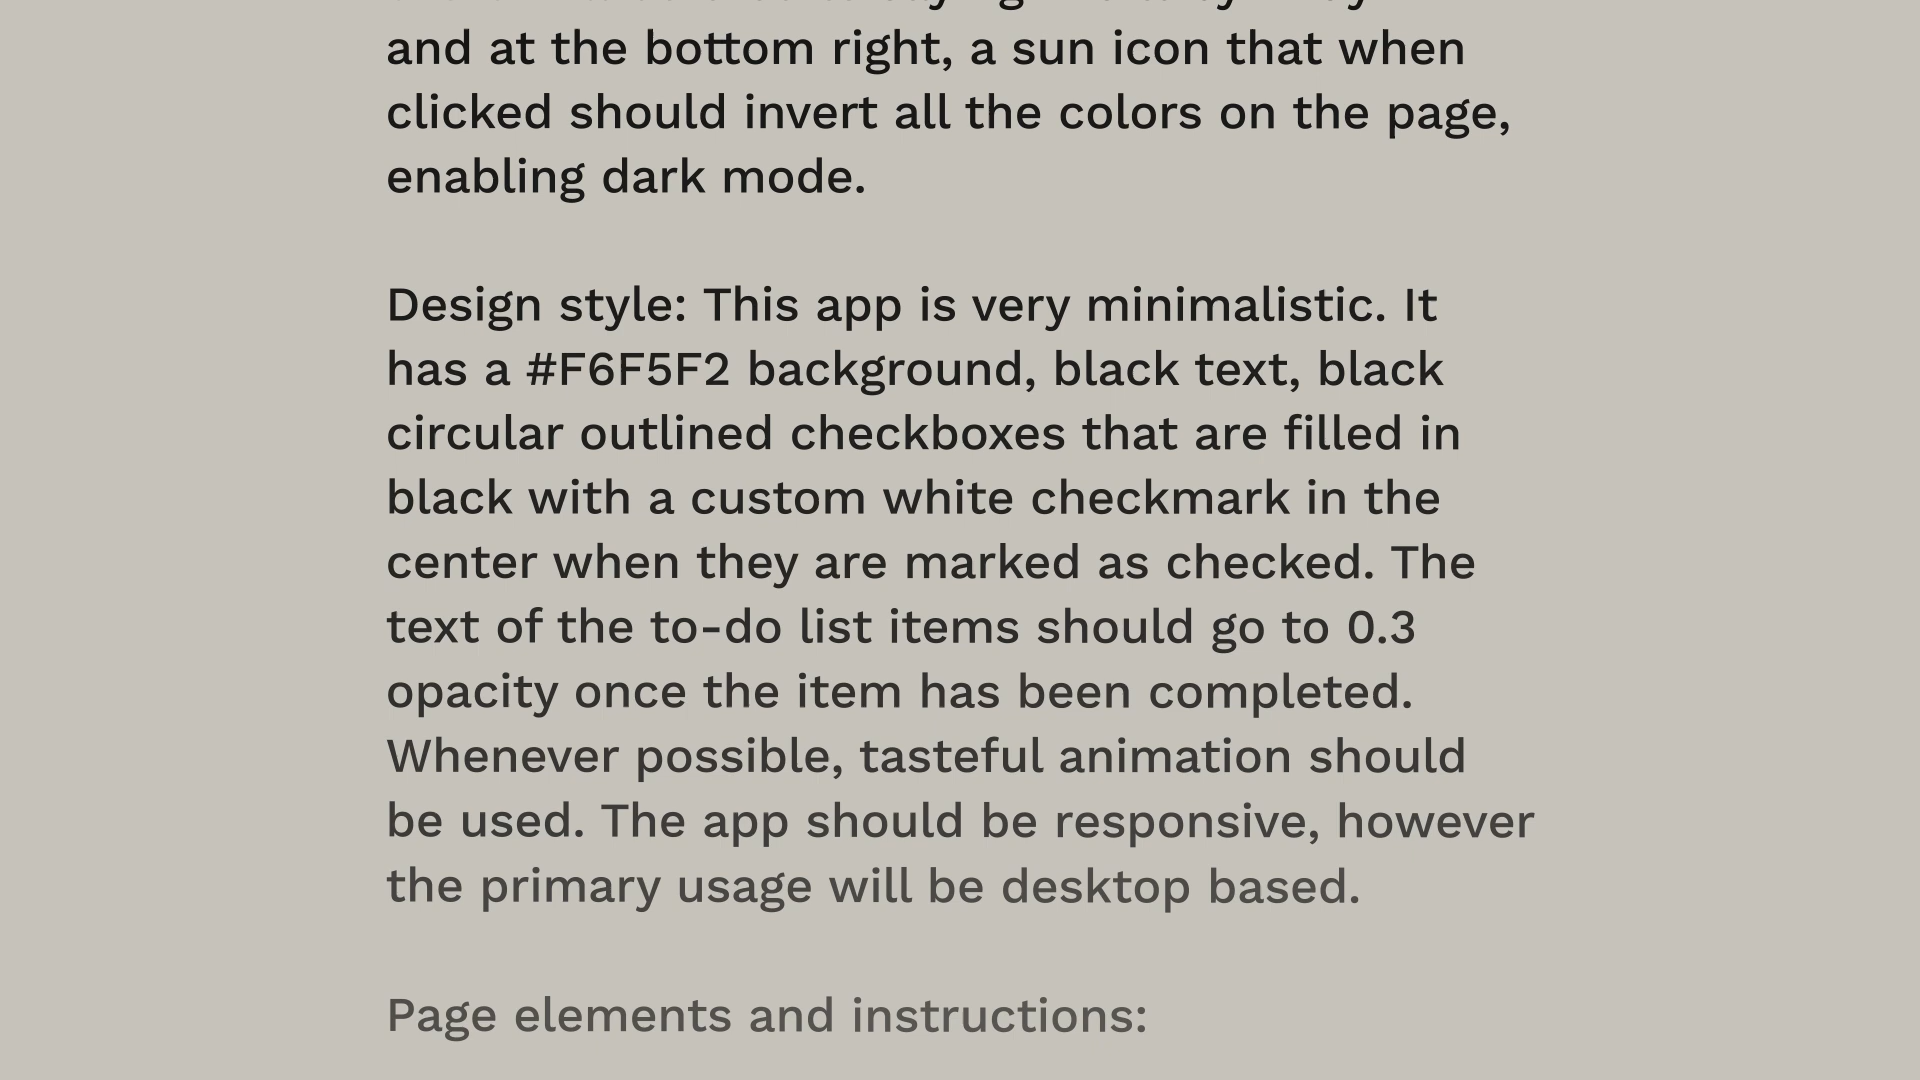 and at the bottom right, a sun icon that when
clicked should invert all the colors on the page,
enabling dark mode.
Design style: This app is very minimalistic. It
has a #F6F5F2 background, black text, black
circular outlined checkboxes that are filled in
black with a custom white checkmark in the
center when they are marked as checked. The
text of the to-do list items should go to 0.3
opacity once the item has been completed.
Whenever possible, tasteful animation should
be used. The app should be responsive, however
the primary usage will be desktop based.
Page elements and instructions: